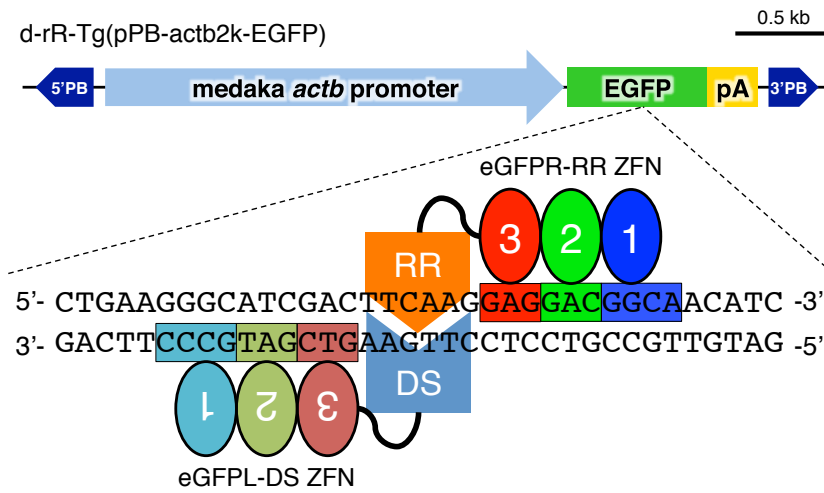 0.5 kb
d-rR-Tg(pPB-actb2k-EGFP)
5'PB medaka actb promoter EGFP pA 3'PB
eGFPR-RR ZFN
3 2 1
RR
5'- CTGAAGGGCATCGACTTCAAGGAGGACGGCAACATC -3'
3'- GACTTCCCGTAGCTGAAGTTCCTCCTGCCGTTGTAG -5'
DS
1 2 3
eGFPL-DS ZFN